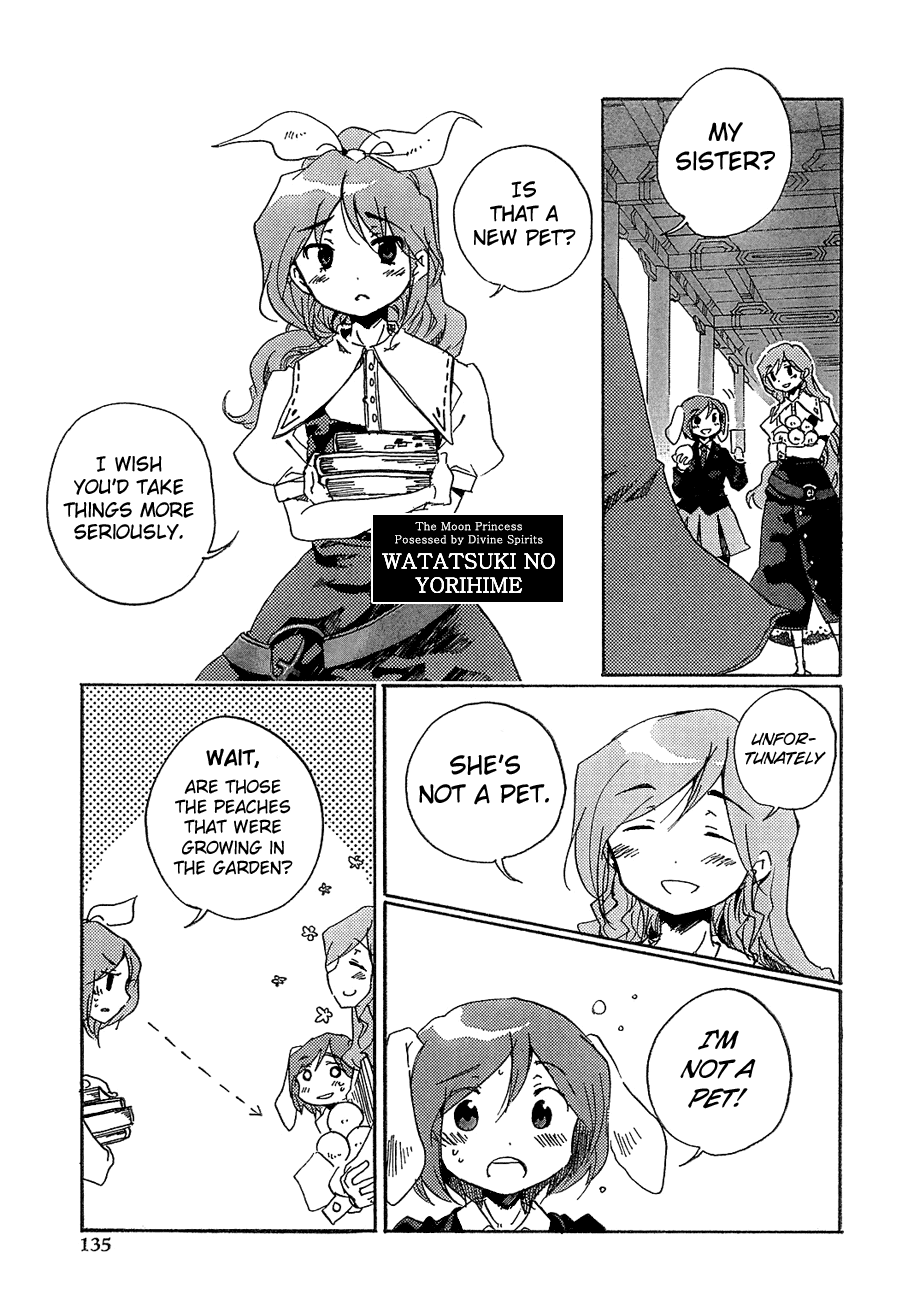 MY
SISTER?
IS
THAT A
NEW PET?
I WISH
YOU'D TAKE
THINGS MORE
SERIOUSLY.
The Moon Princess
Posessed by Divine Spirits
WATATSUKI NO
YORIHIME
UNFOR-
TUNATELY
SHE'S
NOT A PET.
I'M
NOT A
PET!
WAIT,
ARE THOSE
THE PEACHES
THAT WERE
GROWING IN
THE GARDEN?
135